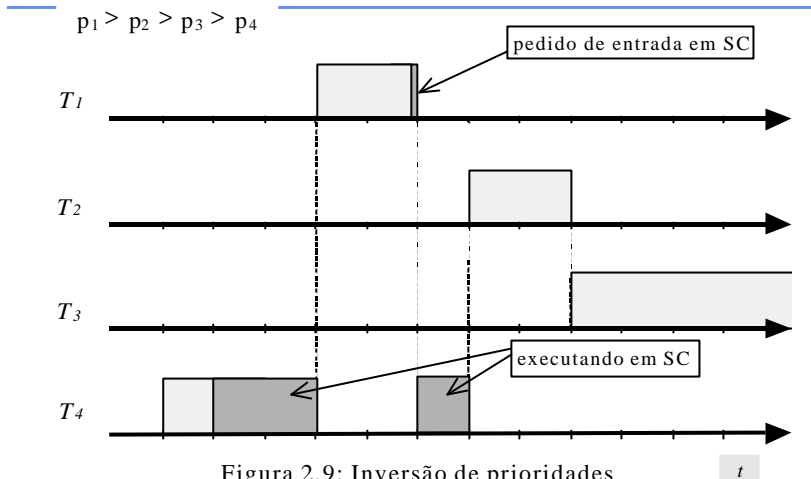 p1 > p2 > p3 > p4
pedido de entrada em SC
T1
T2
T3
executando em SC
T4
Figura 2.9: Inversão de prioridades
t